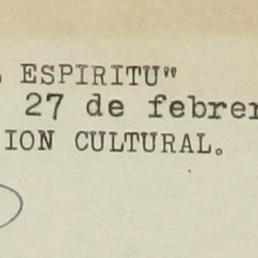 ESPIRITU"
27 de febrer
ION CULTURAL.